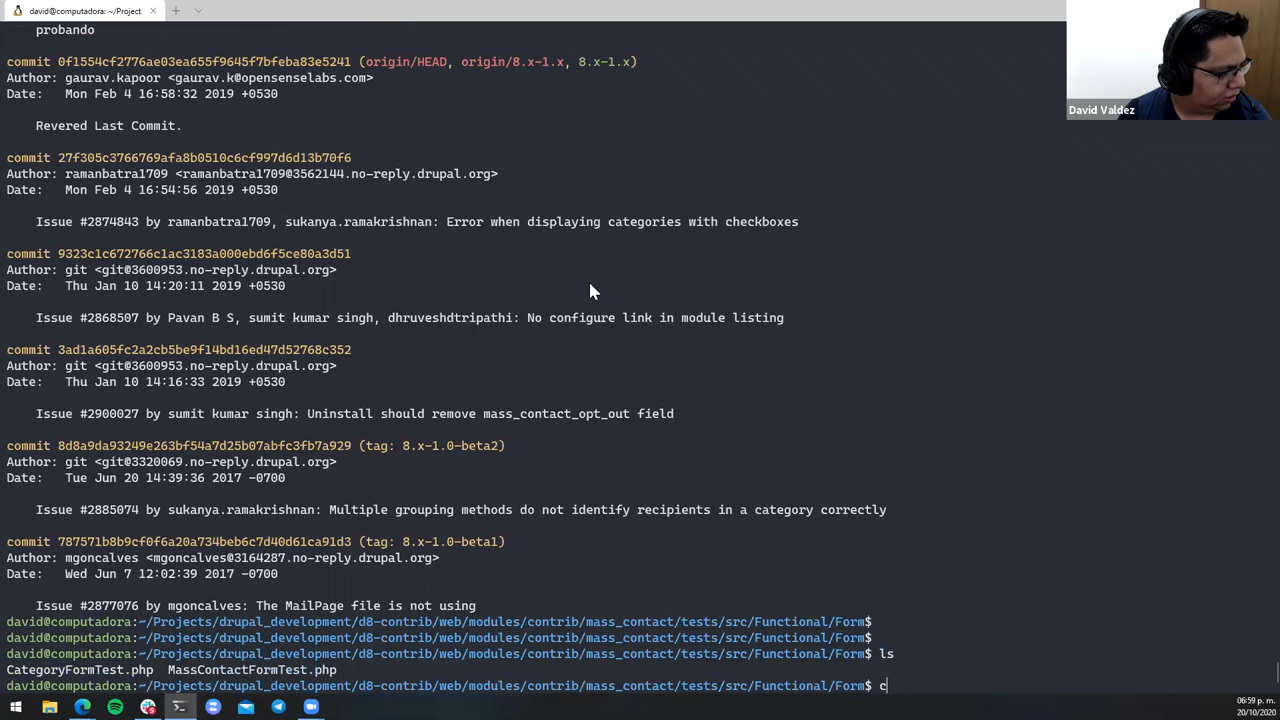 david@computadora: ~/Project
probando
commit 0f1554cf2776ae03ea655f9645f7bfeba83e5241 (origin/HEAD, origin/8.x-1.x, 8.x-1.x)
Author: gaurav.kapoor <gaurav.k@opensenselabs.com>
Date:   Mon Feb 4 16:58:32 2019 +0530
Revered Last Commit.
commit 27f305c3766769afa8b0510c6cf997d6d13b70f6
Author: ramanbatra1709 <ramanbatra1709@3562144.no-reply.drupal.org>
Date:   Mon Feb 4 16:54:56 2019 +0530
Issue #2874843 by ramanbatra1709, sukanya.ramakrishnan: Error when displaying categories with checkboxes
commit 9323c1c672766c1ac3183a000ebd6f5ce80a3d51
Author: git <git@3600953.no-reply.drupal.org>
Date:   Thu Jan 10 14:20:11 2019 +0530
Issue #2868507 by Pavan B S, sumit kumar singh, dhruveshdtripathi: No configure link in module listing
commit 3ad1a605fc2a2cb5be9f14bd16ed47d52768c352
Author: git <git@3600953.no-reply.drupal.org>
Date:   Thu Jan 10 14:16:33 2019 +0530
Issue #2900027 by sumit kumar singh: Uninstall should remove mass_contact_opt_out field
commit 8d8a9da93249e263bf54a7d25b07abfc3fb7a929 (tag: 8.x-1.0-beta2)
Author: git <git@3320069.no-reply.drupal.org>
Date:   Tue Jun 20 14:39:36 2017 -0700
Issue #2885074 by sukanya.ramakrishnan: Multiple grouping methods do not identify recipients in a category correctly
commit 787571b8b9cf0f6a20a734beb6c7d40d61ca91d3 (tag: 8.x-1.0-beta1)
Author: mgoncalves <mgoncalves@3164287.no-reply.drupal.org>
Date:   Wed Jun 7 12:02:39 2017 -0700
Issue #2877076 by mgoncalves: The MailPage file is not using
david@computadora:~/Projects/drupal_development/d8-contrib/web/modules/contrib/mass_contact/tests/src/Functional/Form$
david@computadora:~/Projects/drupal_development/d8-contrib/web/modules/contrib/mass_contact/tests/src/Functional/Form$
david@computadora:~/Projects/drupal_development/d8-contrib/web/modules/contrib/mass_contact/tests/src/Functional/Form$ ls
CategoryFormTest.php  MassContactFormTest.php
david@computadora:~/Projects/drupal_development/d8-contrib/web/modules/contrib/mass_contact/tests/src/Functional/Form$ c
David Valdez
06:59 p. m.
20/10/2020